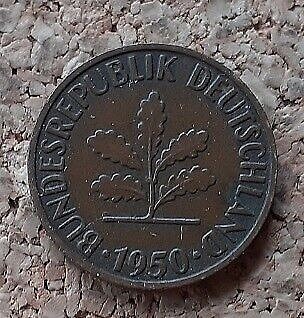 BUNDESREPUBLIK DEUTSCHLAND
· 1950 ·